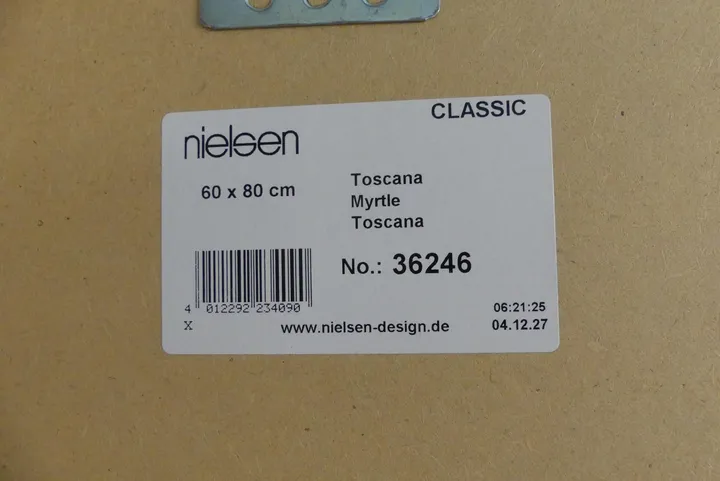 CLASSIC
nielsen
60 x 80 cm
Toscana
Myrtle
Toscana
No.: 36246
4 012292 234090
X
www.nielsen-design.de
06:21:25
04.12.27